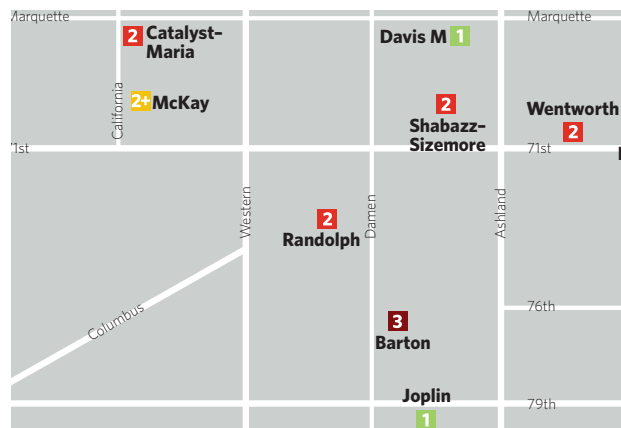 Marquette
Marquette
2 Catalyst–
Maria
Davis M 1
2+ McKay
California
2
Shabazz–
Sizemore
Wentworth
2
71st
71st
Western
Damen
Ashland
2
Randolph
Columbus
76th
3
Barton
Joplin
1
79th